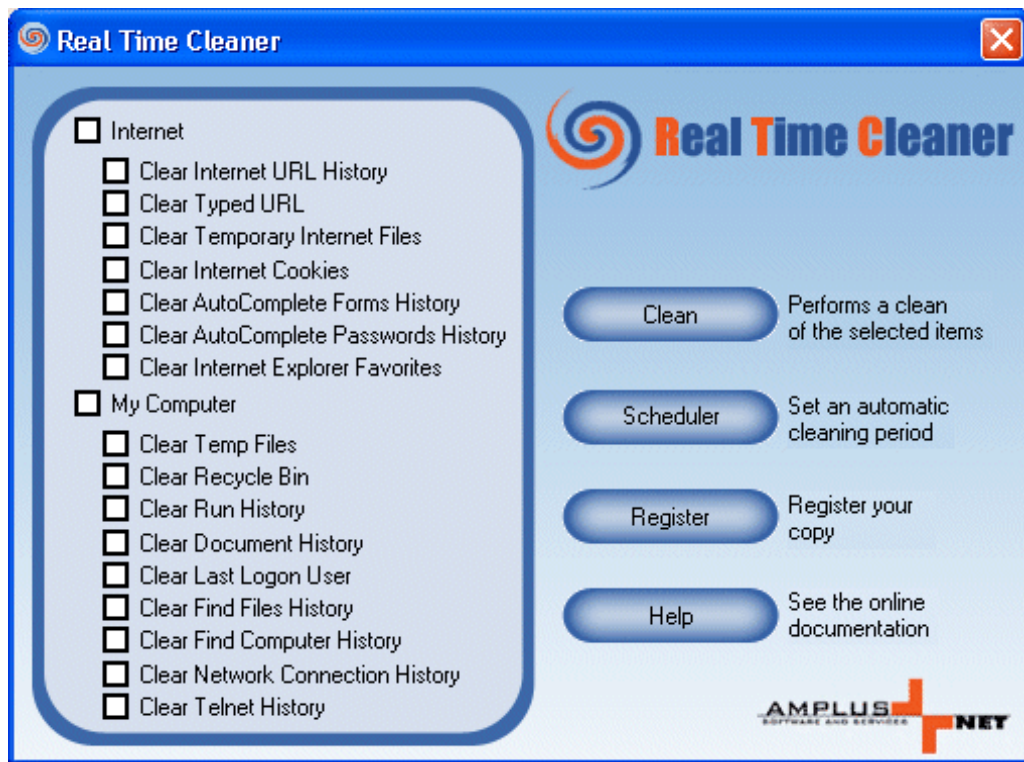 Real Time Cleaner
Internet
Clear Internet URL History
Clear Typed URL
Clear Temporary Internet Files
Clear Internet Cookies
Clear AutoComplete Forms History
Clear AutoComplete Passwords History
Clear Internet Explorer Favorites
My Computer
Clear Temp Files
Clear Recycle Bin
Clear Run History
Clear Document History
Clear Last Logon User
Clear Find Files History
Clear Find Computer History
Clear Network Connection History
Clear Telnet History
Real Time Cleaner
Clean
Performs a clean
of the selected items
Scheduler
Set an automatic
cleaning period
Register
Register your
copy
Help
See the online
documentation
AMPLUS
SOFTWARE AND SERVICES
NET